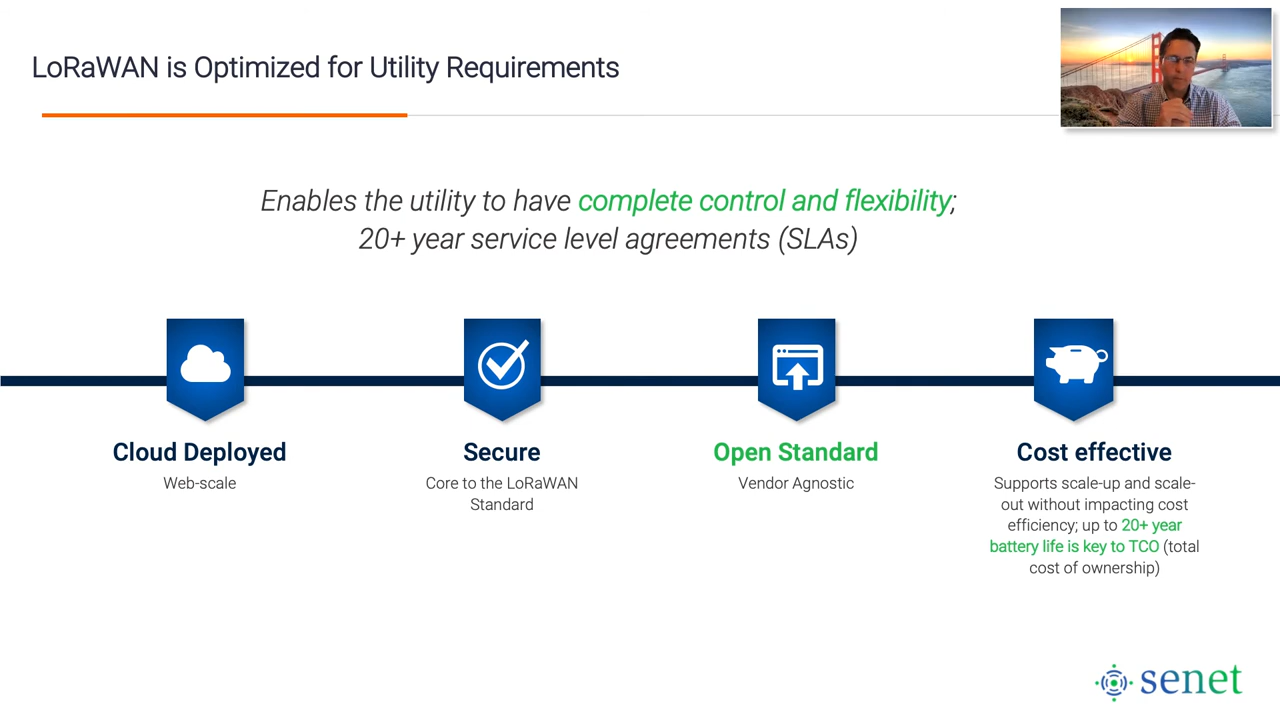 LoRaWAN is Optimized for Utility Requirements
Enables the utility to have complete control and flexibility;
20+ year service level agreements (SLAs)
Cloud Deployed
Web-scale
Secure
Core to the LoRaWAN
Standard
Open Standard
Vendor Agnostic
Cost effective
Supports scale-up and scale-
out without impacting cost
efficiency; up to 20+ year
battery life is key to TCO (total
cost of ownership)
senet